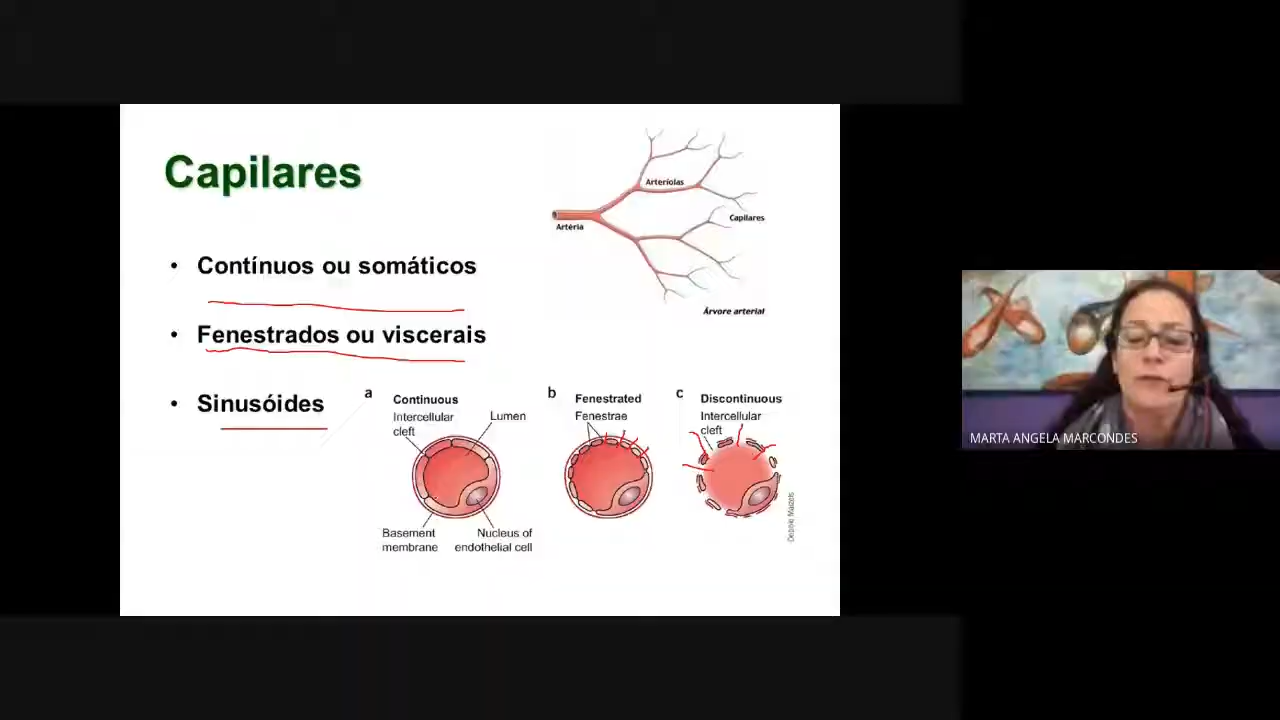 Capilares
Arteríolas
Capilares
Artéria
Árvore arterial
• Contínuos ou somáticos
• Fenestrados ou viscerais
• Sinusóides
a
Continuous
Intercellular
cleft
Lumen
Basement
membrane
Nucleus of
endothelial cell
b
Fenestrated
Fenestrae
c
Discontinuous
Intercellular
cleft
MARTA ANGELA MARCONDES